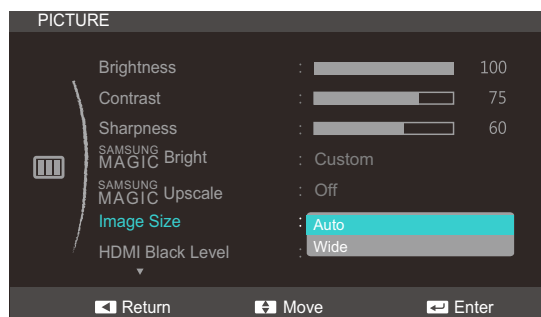 PICTURE
Brightness : 100
Contrast : 75
Sharpness : 60
SAMSUNG MAGIC Bright : Custom
SAMSUNG MAGIC Upscale : Off
Image Size : Auto
Wide
HDMI Black Level :
Return Move Enter